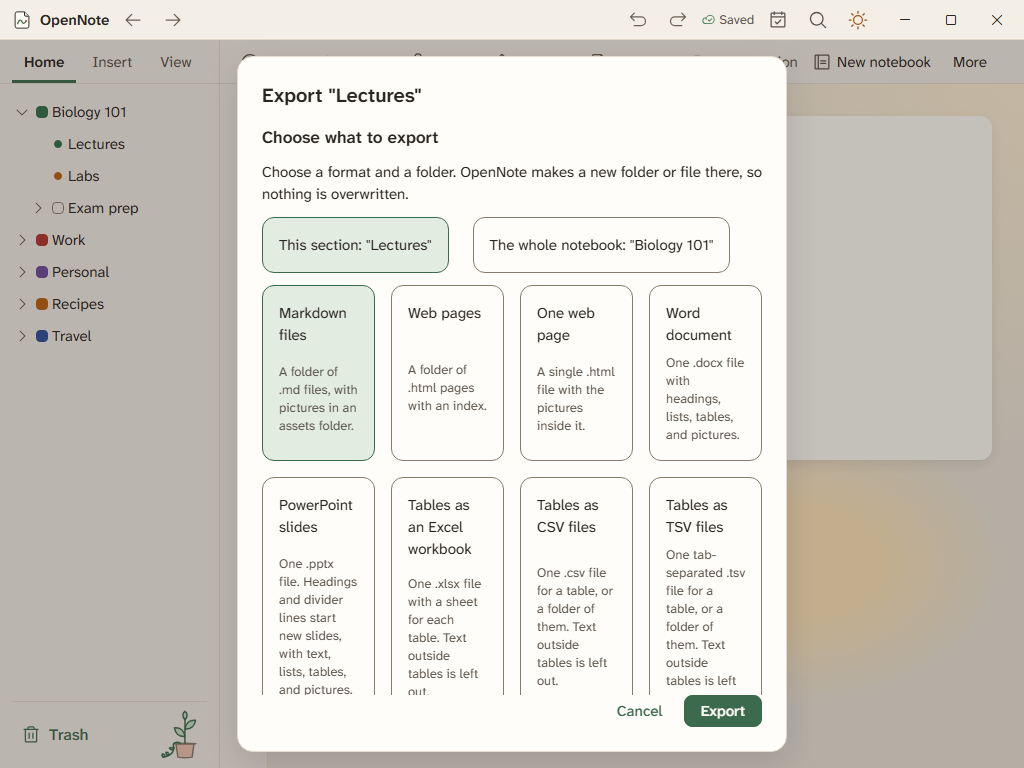 OpenNote
Saved
Home
Insert
View
on
New notebook
More
Biology 101
Lectures
Labs
Exam prep
Work
Personal
Recipes
Travel
Trash
Export "Lectures"
Choose what to export
Choose a format and a folder. OpenNote makes a new folder or file there, so
nothing is overwritten.
This section: "Lectures"
The whole notebook: "Biology 101"
Markdown
files
A folder of
.md files, with
pictures in an
assets folder.
Web pages
A folder of
.html pages
with an index.
One web
page
A single .html
file with the
pictures
inside it.
Word
document
One .docx file
with
headings,
lists, tables,
and pictures.
PowerPoint
slides
One .pptx
file. Headings
and divider
lines start
new slides,
with text,
lists, tables,
and pictures.
Tables as
an Excel
workbook
One .xlsx file
with a sheet
for each
table. Text
outside
tables is left
out.
Tables as
CSV files
One .csv file
for a table, or
a folder of
them. Text
outside
tables is left
out.
Tables as
TSV files
One tab-
separated .tsv
file for a
table, or a
folder of
them. Text
outside
tables is left
Cancel
Export